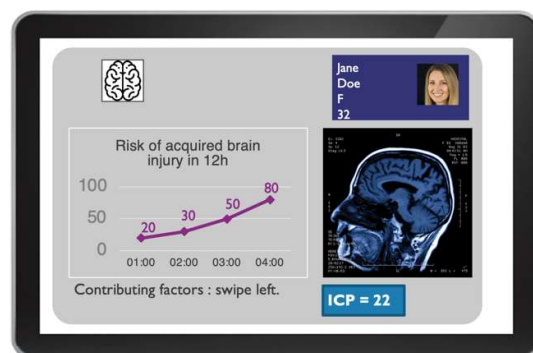 Jane
Doe
F
32
Risk of acquired brain
injury in 12h
100
50
0
20
30
50
80
01:00
02:00
03:00
04:00
Contributing factors : swipe left.
ICP = 22